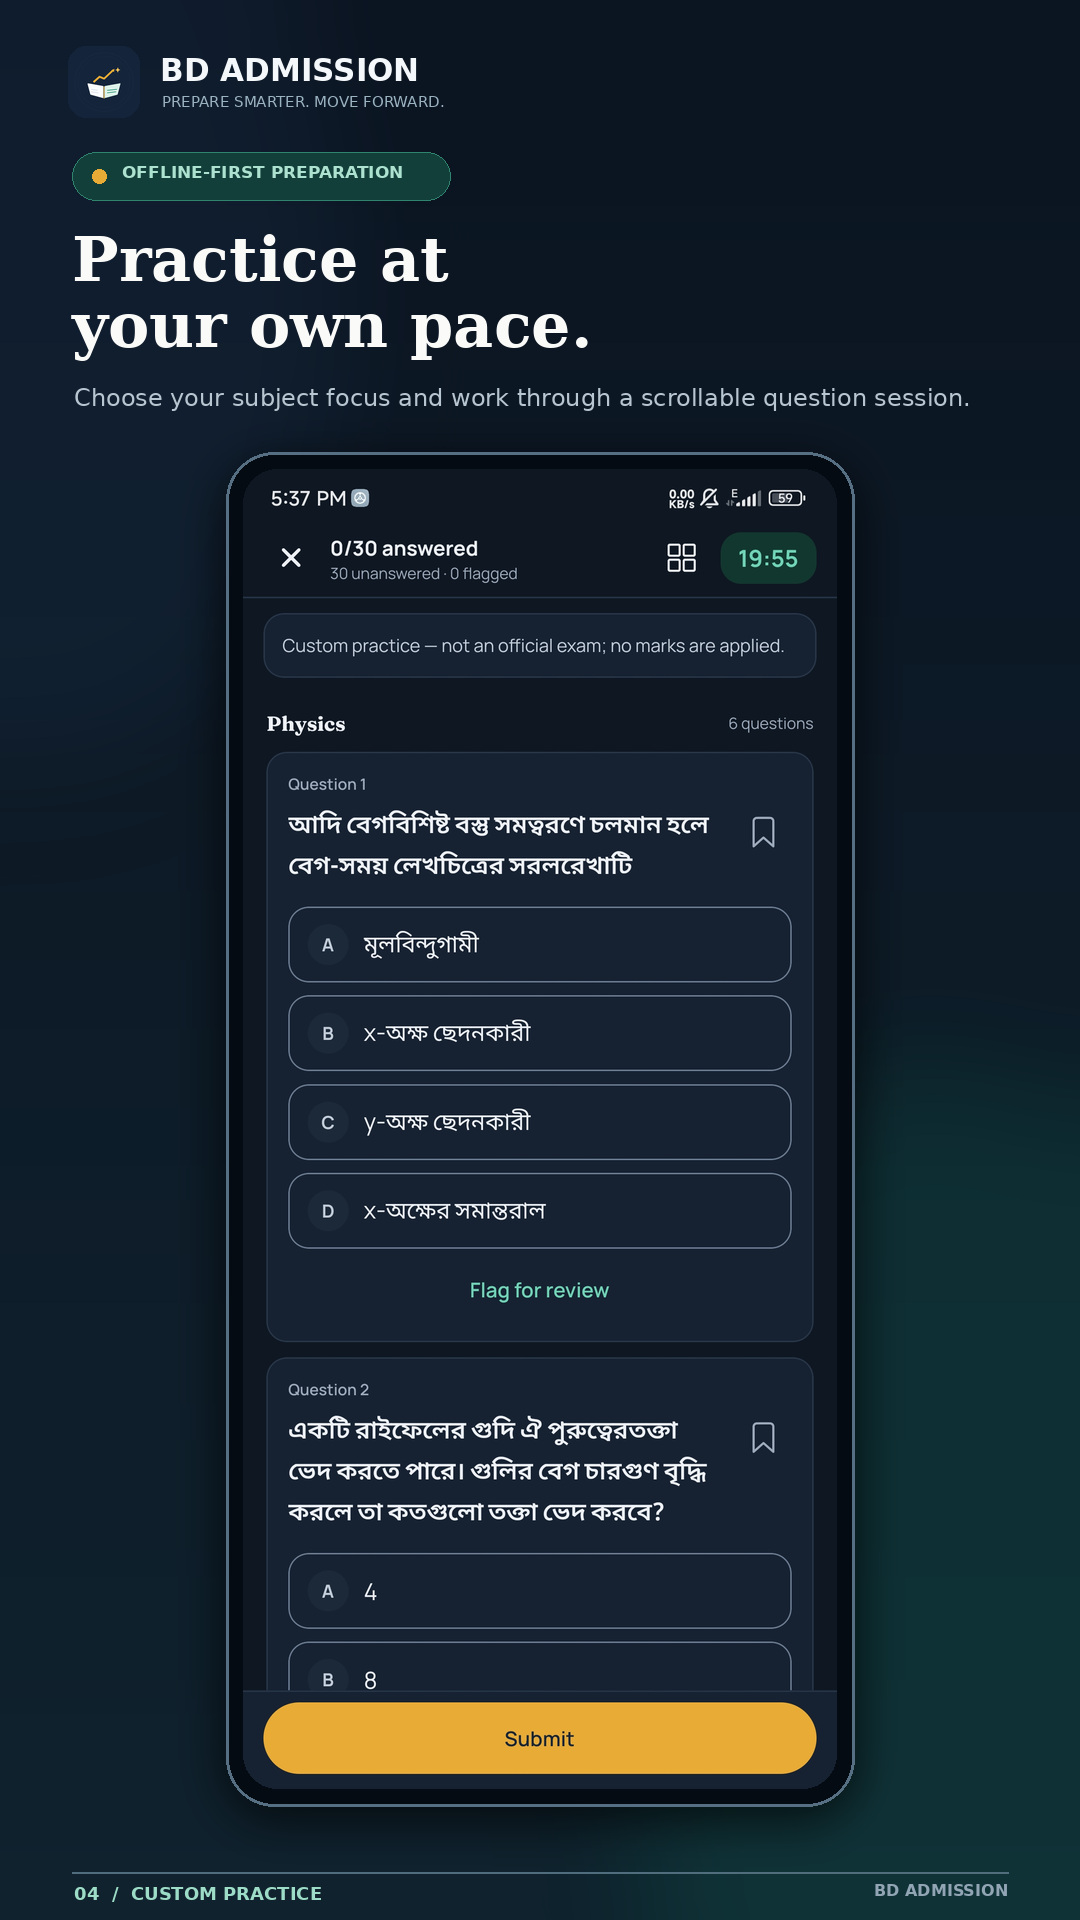 BD ADMISSION
PREPARE SMARTER. MOVE FORWARD.
OFFLINE-FIRST PREPARATION
Practice at
your own pace.
Choose your subject focus and work through a scrollable question session.
5:37 PM
0.00
KB/s
E
59
0/30 answered
30 unanswered · 0 flagged
19:55
Custom practice — not an official exam; no marks are applied.
Physics
6 questions
Question 1
আদি বেগবিশিষ্ট বস্তু সমত্বরণে চলমান হলে
বেগ-সময় লেখচিত্রের সরলরেখাটি
A মূলবিন্দুগামী
B x-অক্ষ ছেদনকারী
C y-অক্ষ ছেদনকারী
D x-অক্ষের সমান্তরাল
Flag for review
Question 2
একটি রাইফেলের গুদি ঐ পুরুত্বেরতক্তা
ভেদ করতে পারে। গুলির বেগ চারগুণ বৃদ্ধি
করলে তা কতগুলো তক্তা ভেদ করবে?
A 4
B 8
Submit
04 / CUSTOM PRACTICE
BD ADMISSION